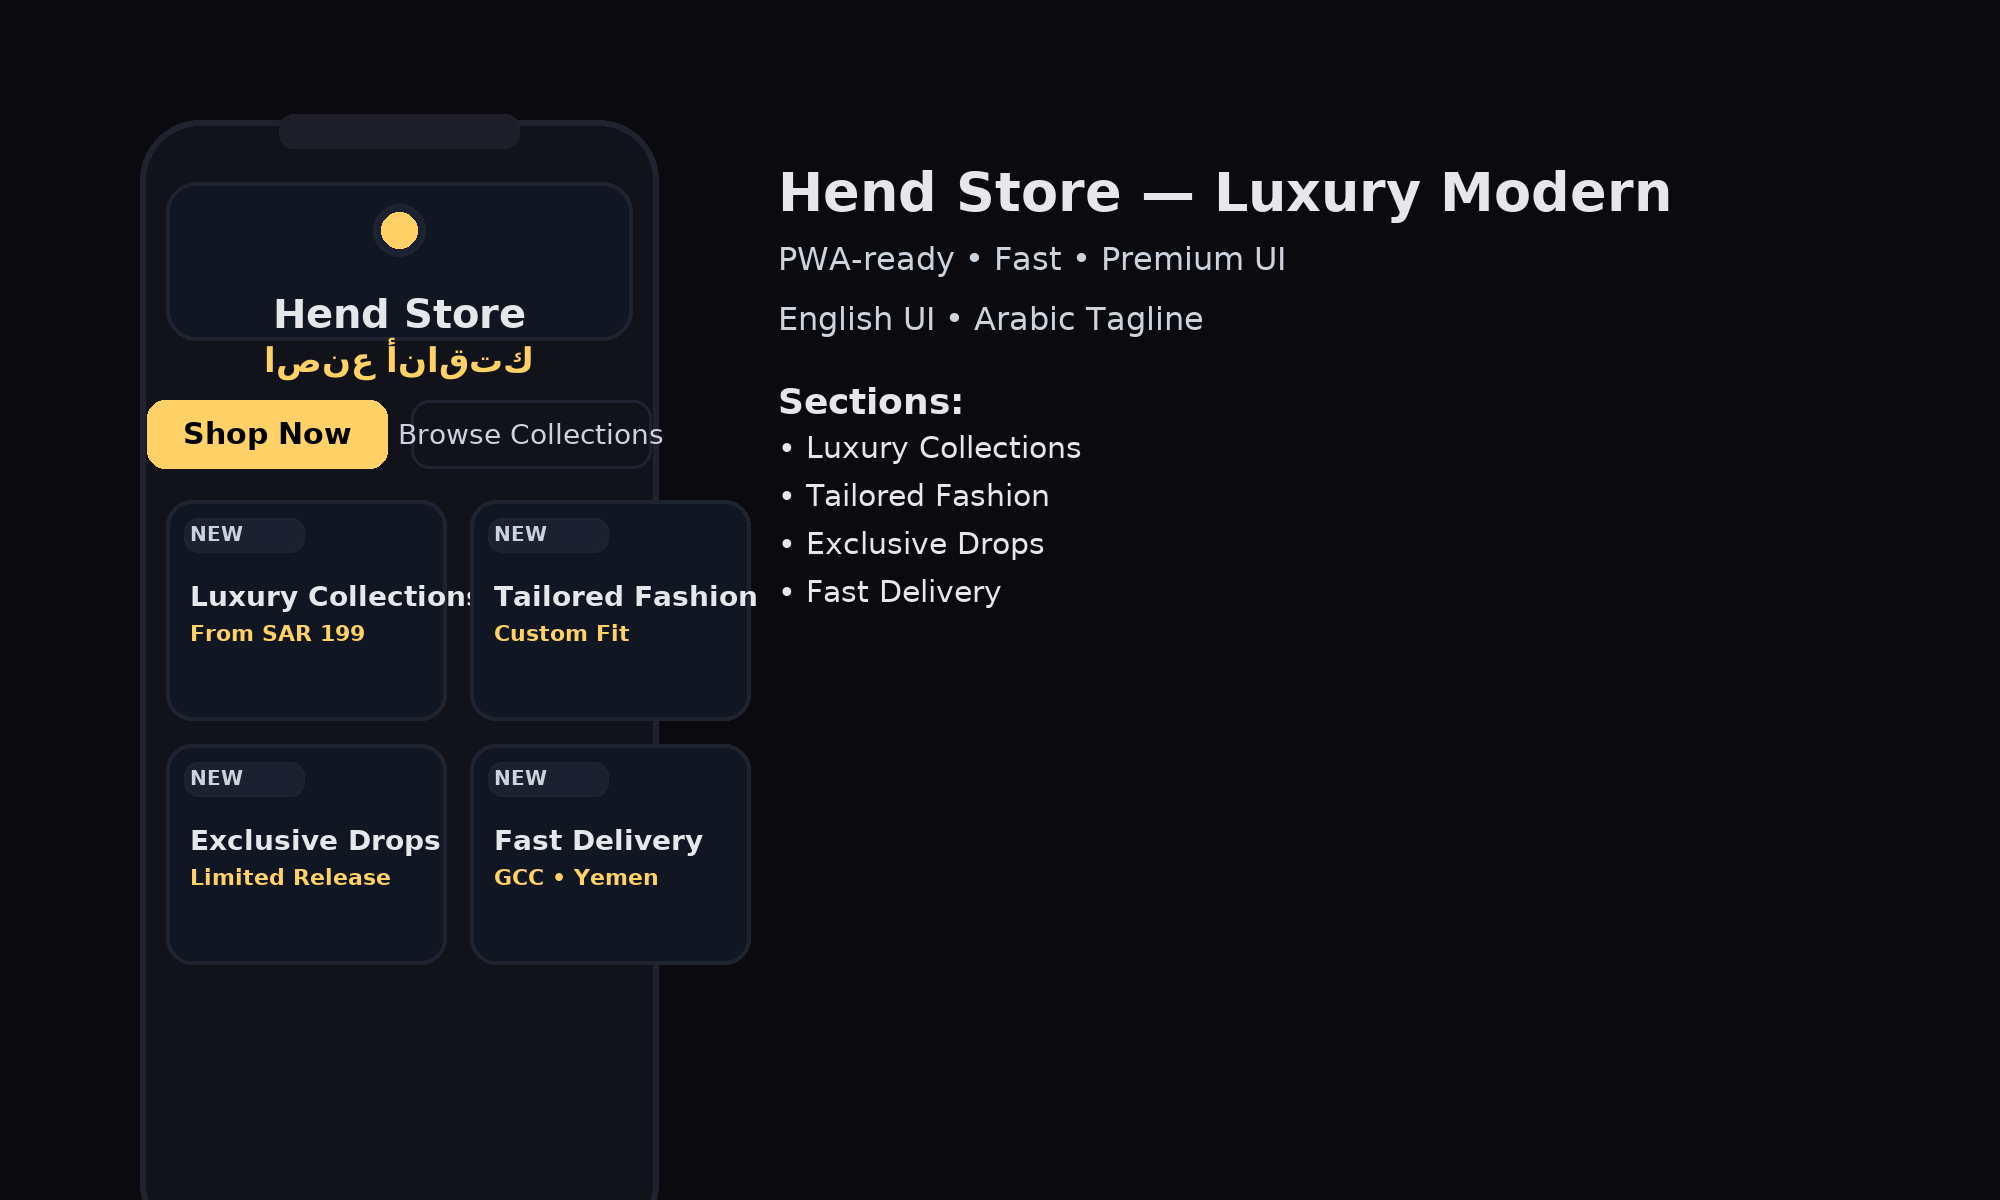 Hend Store
كتقانأ عنصا
Shop Now
Browse Collections
NEW
Luxury Collections
From SAR 199
NEW
Tailored Fashion
Custom Fit
NEW
Exclusive Drops
Limited Release
NEW
Fast Delivery
GCC • Yemen
Hend Store — Luxury Modern
PWA-ready • Fast • Premium UI
English UI • Arabic Tagline
Sections:
• Luxury Collections
• Tailored Fashion
• Exclusive Drops
• Fast Delivery